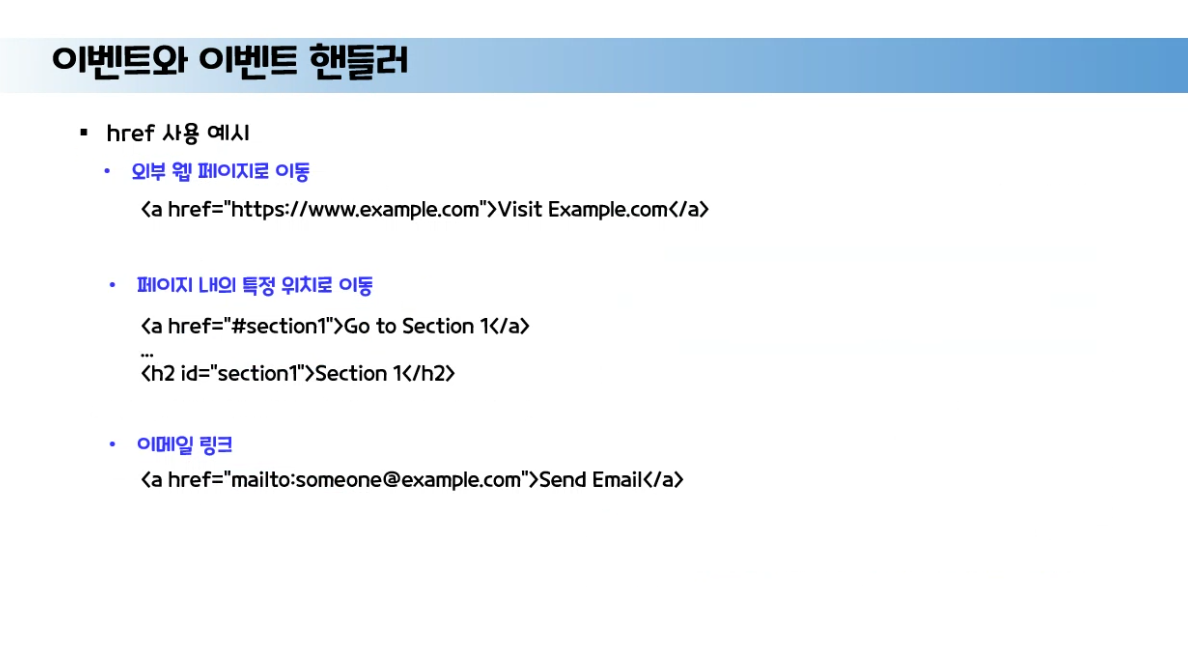 이벤트와 이벤트 핸들러
▪ href 사용 예시
• 외부 웹 페이지로 이동
<a href="https://www.example.com">Visit Example.com</a>
• 페이지 내의 특정 위치로 이동
<a href="#section1">Go to Section 1</a>
...
<h2 id="section1">Section 1</h2>
• 이메일 링크
<a href="mailto:someone@example.com">Send Email</a>